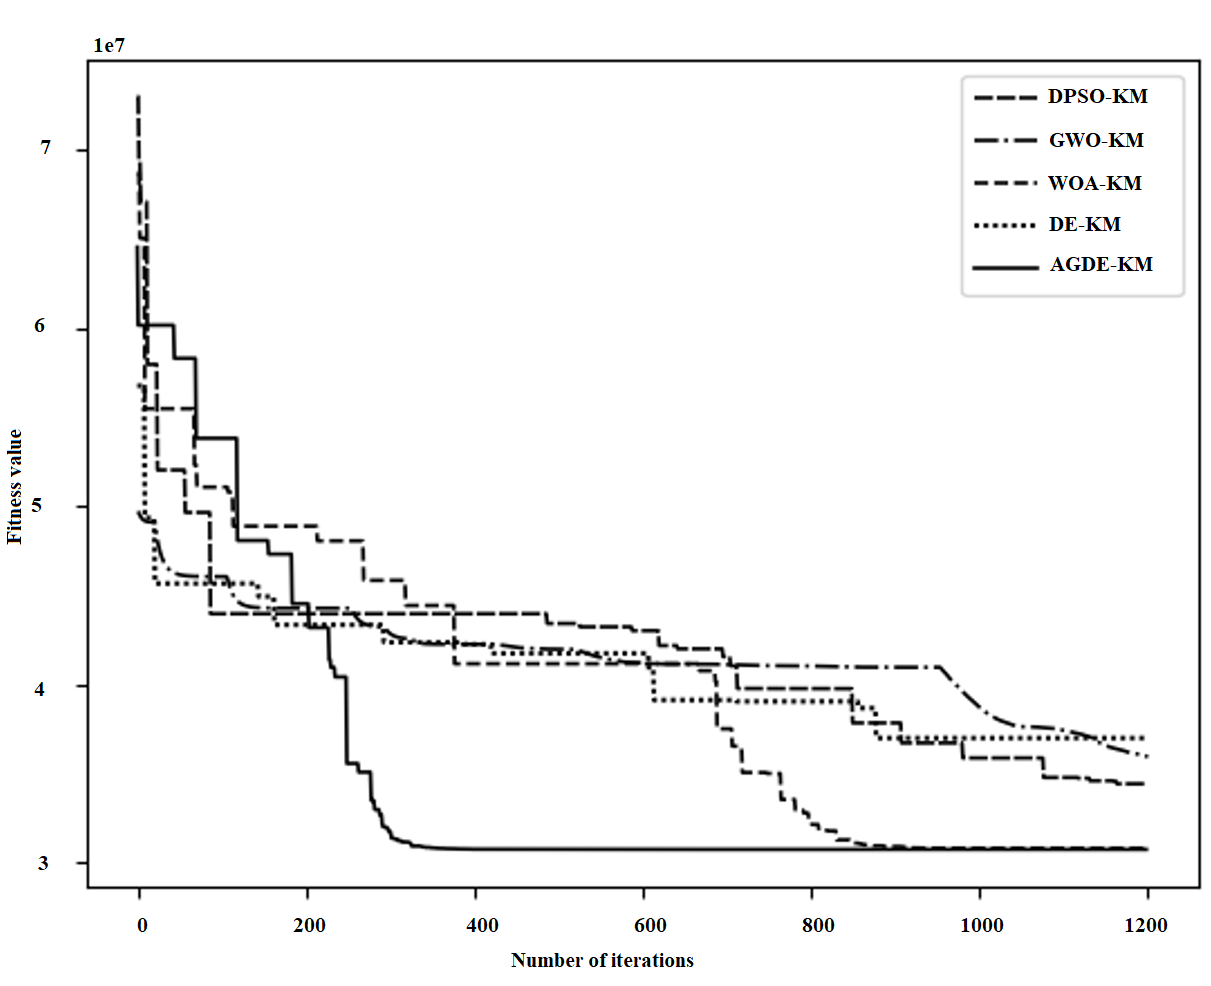 1e7
DPSO-KM
GWO-KM
WOA-KM
DE-KM
AGDE-KM
7
6
5
4
3
Fitness value
0 200 400 600 800 1000 1200
Number of iterations